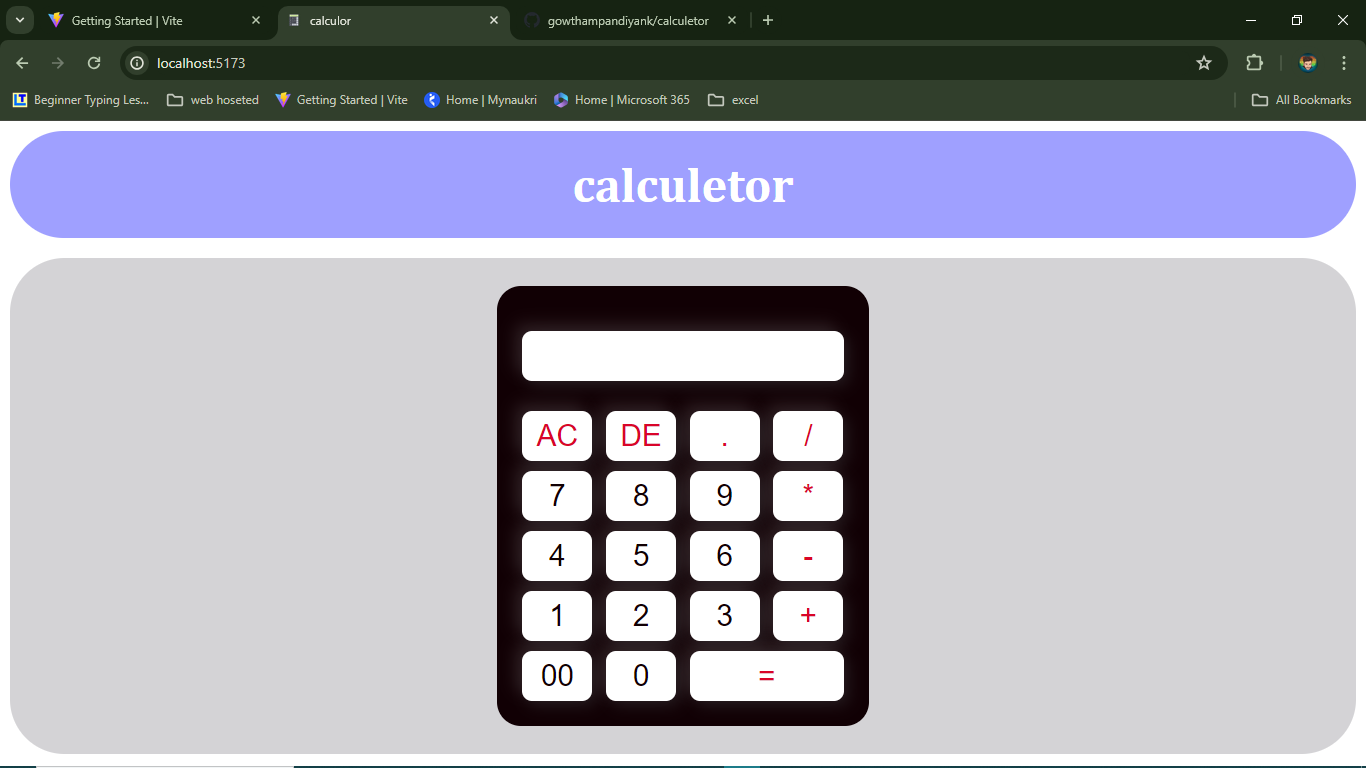 Getting Started | Vite
calculor
gowthampandiyank/calculetor
localhost:5173
Beginner Typing Les...
web hoseted
Getting Started | Vite
Home | Mynaukri
Home | Microsoft 365
excel
All Bookmarks
calculetor
AC DE . /
7 8 9 *
4 5 6 -
1 2 3 +
00 0 =